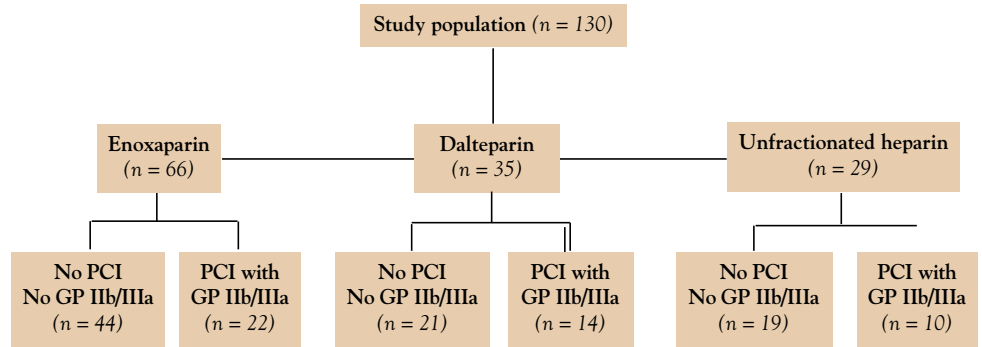 Study population (n = 130)
Enoxaparin
(n = 66)
Dalteparin
(n = 35)
Unfractionated heparin
(n = 29)
No PCI
No GP IIb/IIIa
(n = 44)
PCI with
GP IIb/IIIa
(n = 22)
No PCI
No GP IIb/IIIa
(n = 21)
PCI with
GP IIb/IIIa
(n = 14)
No PCI
No GP IIb/IIIa
(n = 19)
PCI with
GP IIb/IIIa
(n = 10)